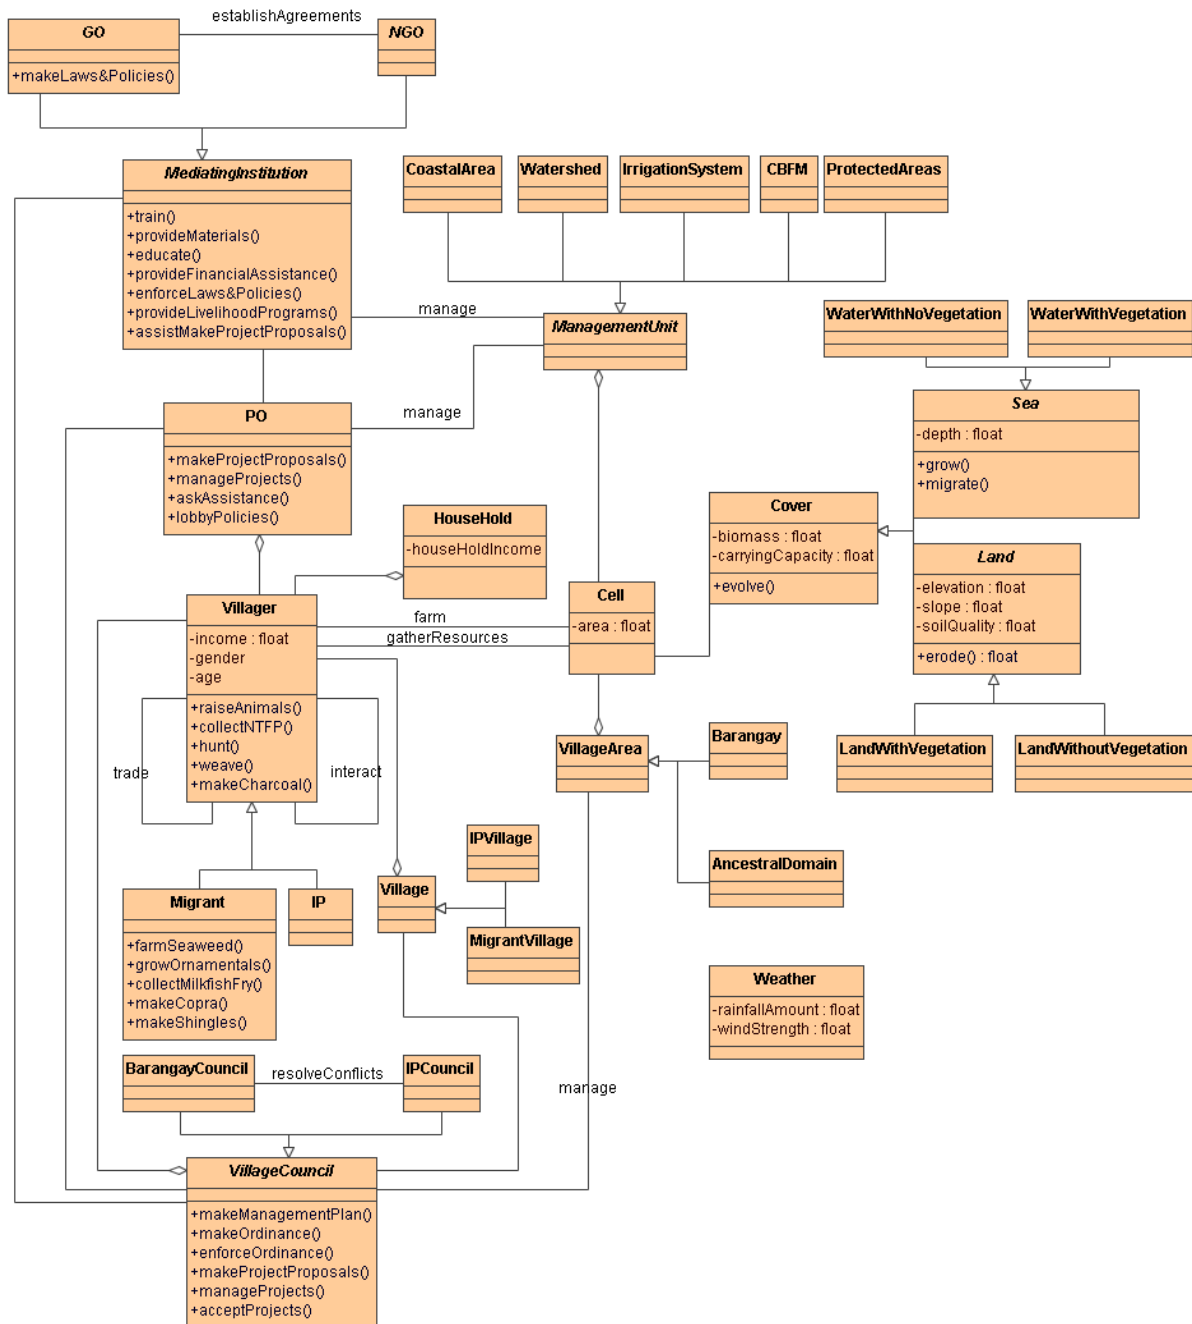 establishAgreements
GO
+makeLaws&Policies()
NGO
MediatingInstitution
+train()
+provideMaterials()
+educate()
+provideFinancialAssistance()
+enforceLaws&Policies()
+provideLivelihoodPrograms()
+assistMakeProjectProposals()
CoastalArea
Watershed
IrrigationSystem
CBFM
ProtectedAreas
manage
ManagementUnit
WaterWithNoVegetation
WaterWithVegetation
Sea
-depth : float
+grow()
+migrate()
manage
PO
+makeProjectProposals()
+manageProjects()
+askAssistance()
+lobbyPolicies()
HouseHold
-houseHoldIncome
Cover
-biomass : float
-carryingCapacity : float
+evolve()
Land
-elevation : float
-slope : float
-soilQuality : float
+erode() : float
Villager
-income : float
-gender
-age
+raiseAnimals()
+collectNTFP()
+hunt()
+weave()
+makeCharcoal()
farm
gatherResources
Cell
-area : float
trade
interact
VillageArea
Barangay
LandWithVegetation
LandWithoutVegetation
IPVillage
AncestralDomain
Village
MigrantVillage
Migrant
+farmSeaweed()
+growOrnamentals()
+collectMilkfishFry()
+makeCopra()
+makeShingles()
IP
Weather
-rainfallAmount : float
-windStrength : float
BarangayCouncil
resolveConflicts
IPCouncil
manage
VillageCouncil
+makeManagementPlan()
+makeOrdinance()
+enforceOrdinance()
+makeProjectProposals()
+manageProjects()
+acceptProjects()